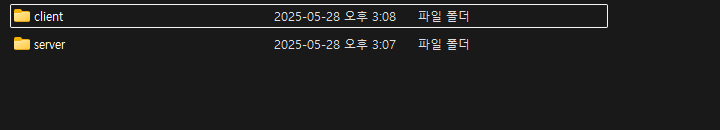 client 2025-05-28 오후 3:08 파일 폴더
server 2025-05-28 오후 3:07 파일 폴더